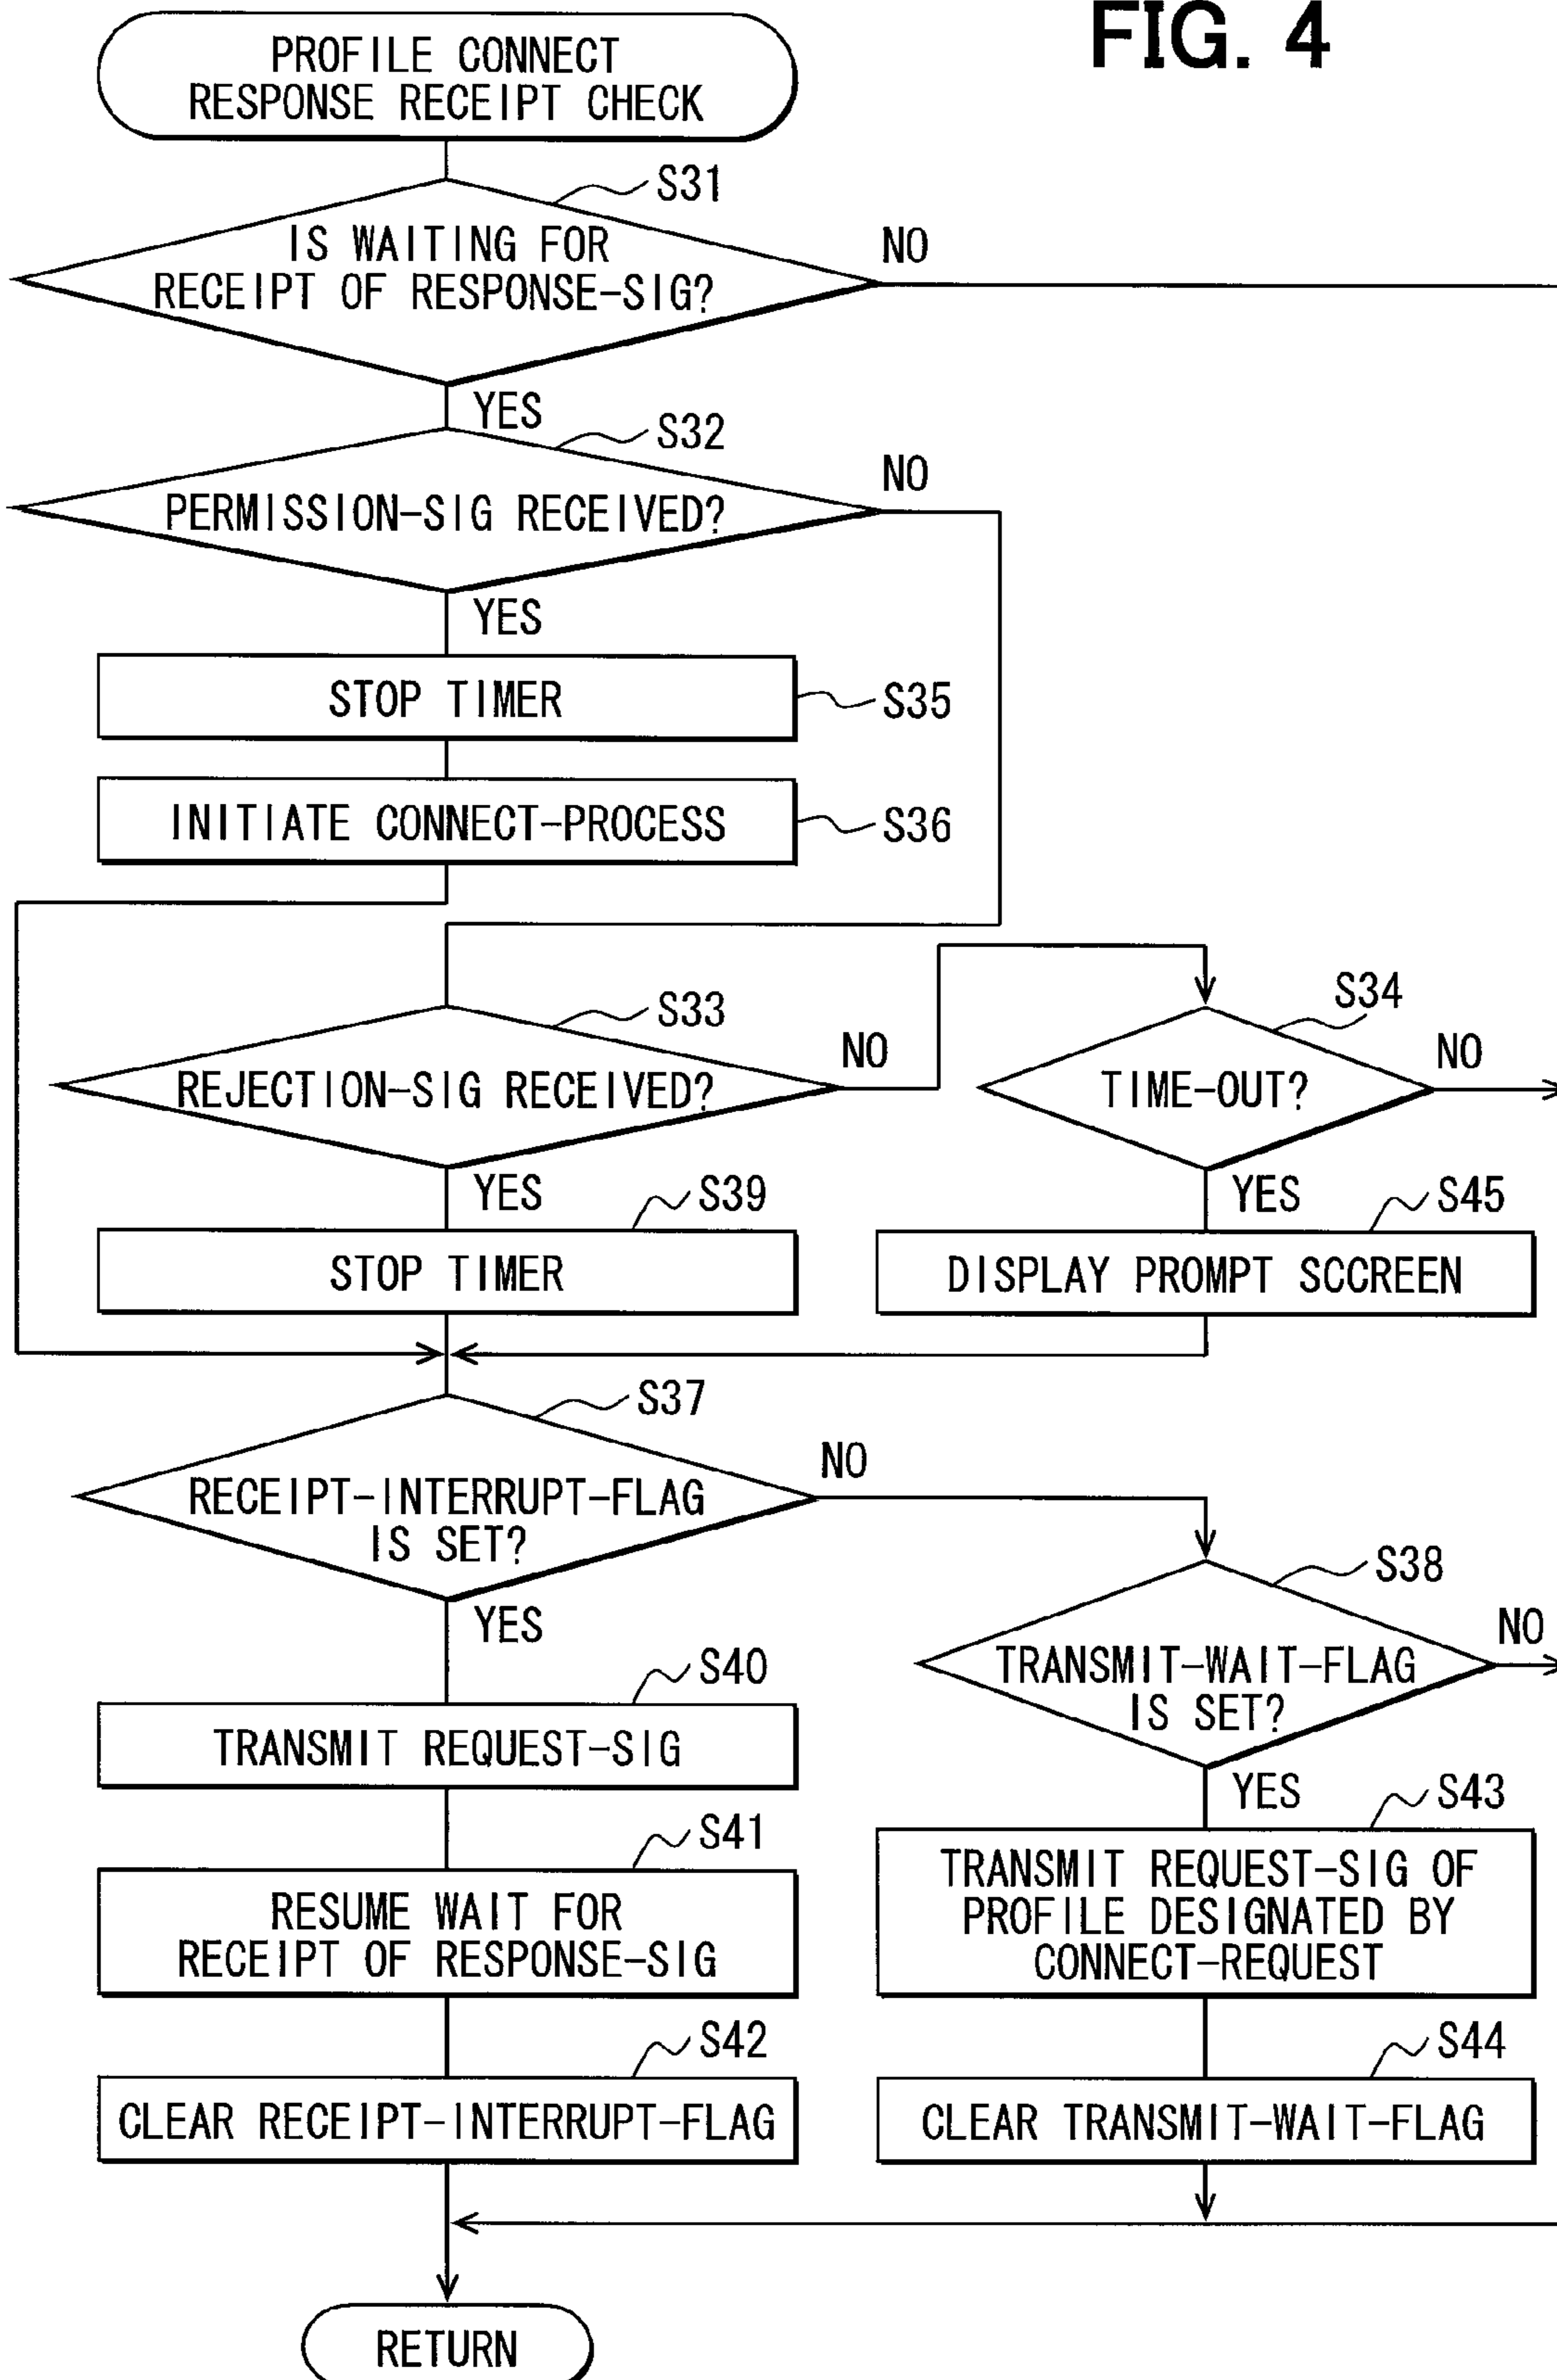 FIG. 4
PROFILE CONNECT
RESPONSE RECEIPT CHECK
S31
IS WAITING FOR
RECEIPT OF RESPONSE-SIG?
NO
YES
S32
PERMISSION-SIG RECEIVED?
NO
YES
STOP TIMER
S35
INITIATE CONNECT-PROCESS
S36
S33
REJECTION-SIG RECEIVED?
NO
S34
TIME-OUT?
NO
YES
S39
STOP TIMER
YES
S45
DISPLAY PROMPT SCCREEN
S37
RECEIPT-INTERRUPT-FLAG
IS SET?
NO
YES
S38
TRANSMIT-WAIT-FLAG
IS SET?
NO
YES
S40
TRANSMIT REQUEST-SIG
S41
RESUME WAIT FOR
RECEIPT OF RESPONSE-SIG
S42
CLEAR RECEIPT-INTERRUPT-FLAG
S43
TRANSMIT REQUEST-SIG OF
PROFILE DESIGNATED BY
CONNECT-REQUEST
S44
CLEAR TRANSMIT-WAIT-FLAG
RETURN